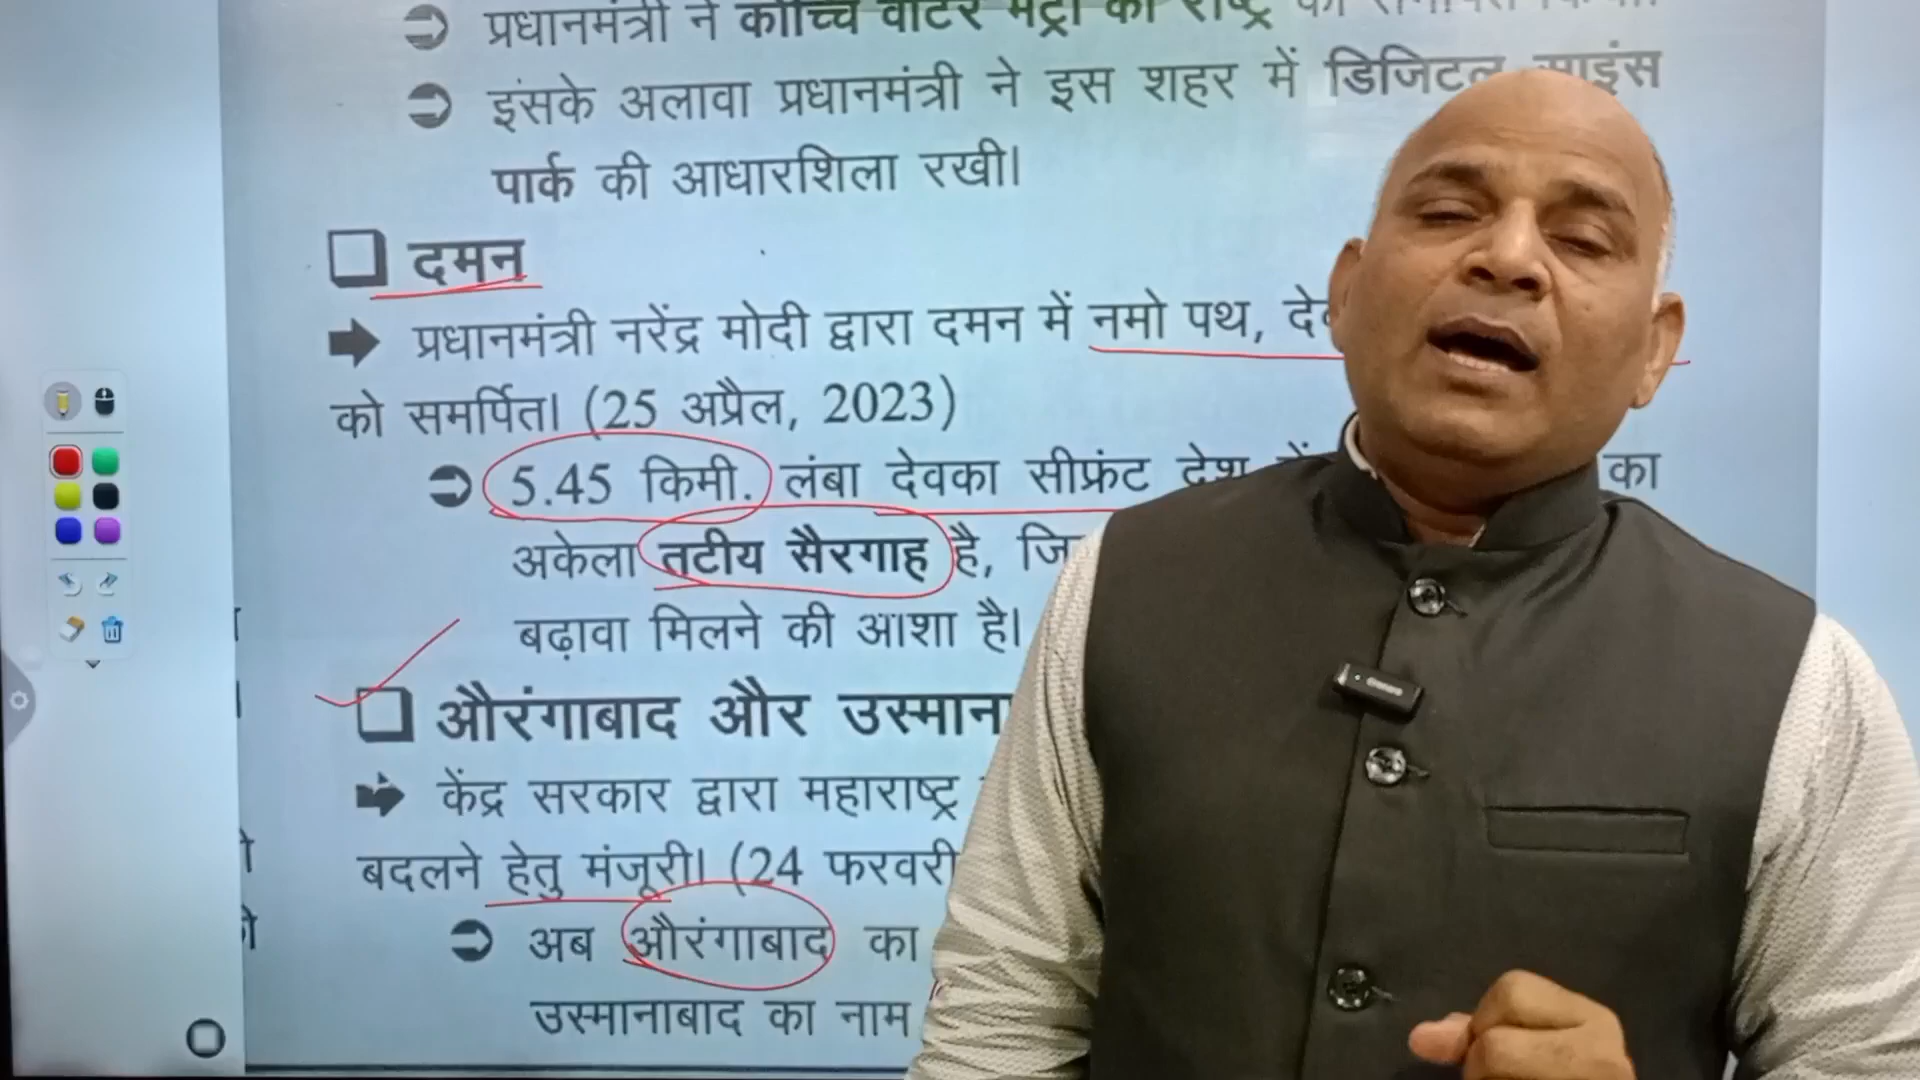 प्रधानमंत्री ने कोच्चि वाटर मेट्रो को राष्ट्र को समर्पित किया।
इसके अलावा प्रधानमंत्री ने इस शहर में डिजिटल साइंस
पार्क की आधारशिला रखी।
दमन
प्रधानमंत्री नरेंद्र मोदी द्वारा दमन में नमो पथ,
को समर्पित। (25 अप्रैल, 2023)
5.45 किमी. लंबा देवका सीफ्रंट देश में का
अकेला तटीय सैरगाह है,
बढ़ावा मिलने की आशा है।
औरंगाबाद और
केंद्र सरकार द्वारा महाराष्ट्र
बदलने हेतु मंजूरी। (24 फरवरी
अब औरंगाबाद का
उस्मानाबाद का नाम